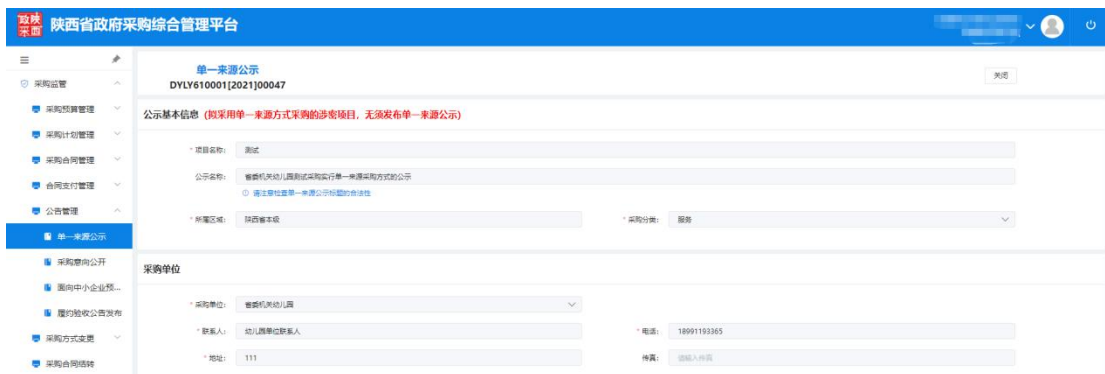 政陕
采西
陕西省政府采购综合管理平台
采购监管
采购预算管理
采购计划管理
采购合同管理
合同支付管理
公告管理
单一来源公示
采购意向公开
面向中小企业预...
履约验收公告发布
采购方式变更
采购合同结转
单一来源公示
DYLY610001[2021]00047
关闭
公示基本信息 (拟采用单一来源方式采购的涉密项目，无须发布单一来源公示)
* 项目名称: 测试
公示名称: 省委机关幼儿园测试采购实行单一来源采购方式的公示
请注意检查单一来源公示标题的合法性
* 所属区域: 陕西省本级 * 采购分类: 服务
采购单位
* 采购单位: 省委机关幼儿园
* 联系人: 幼儿园单位联系人 * 电话: 18991193365
* 地址: 111 传真: 请输入传真